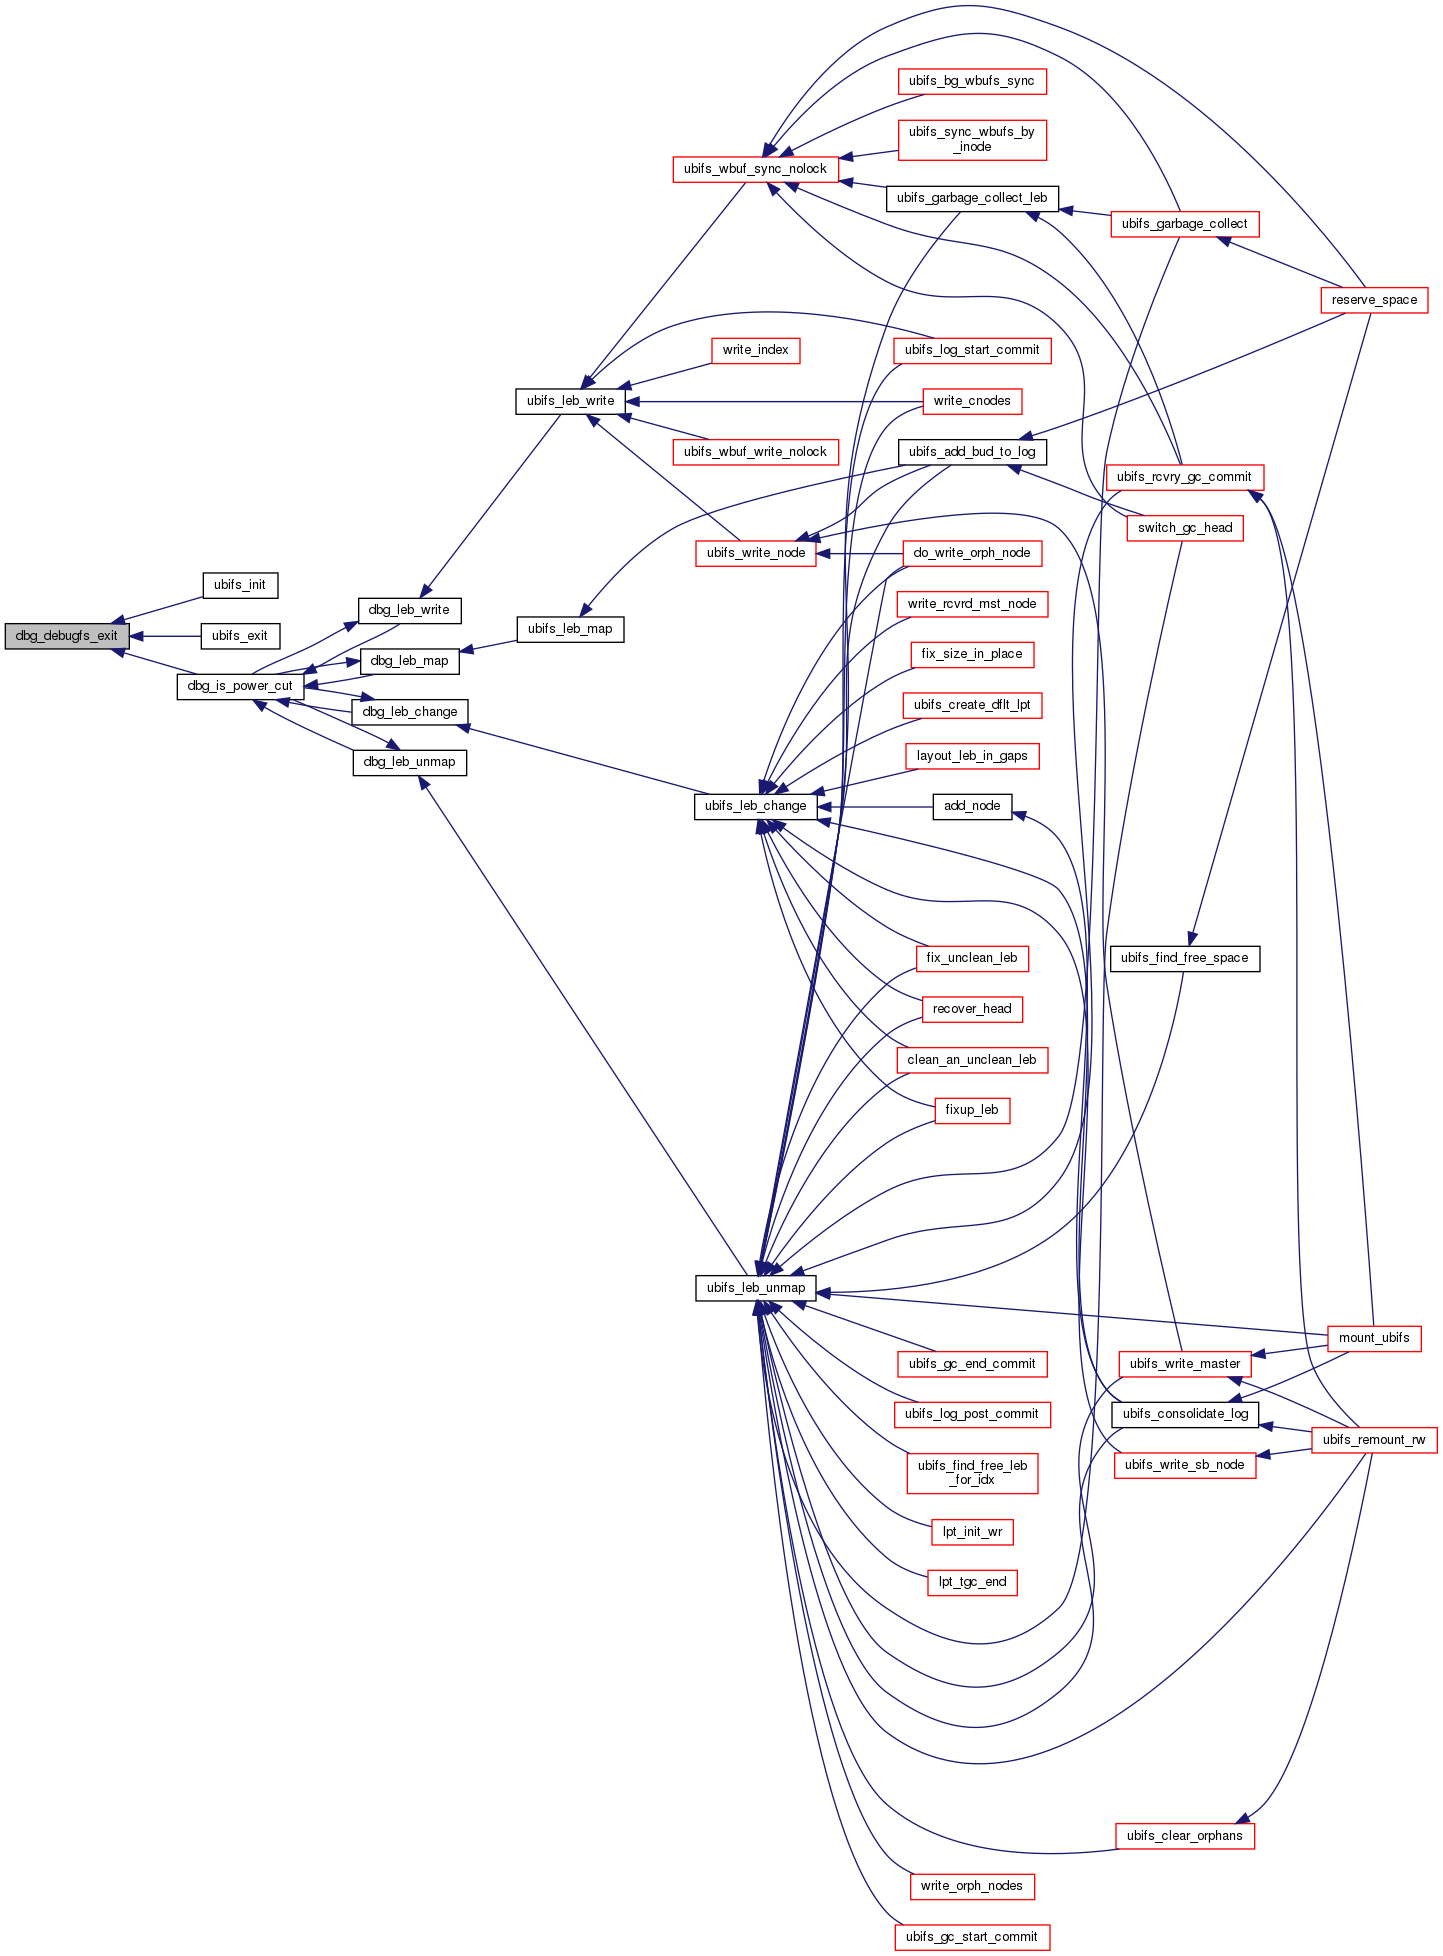 dbg_debugfs_exit
ubifs_init
ubifs_exit
dbg_is_power_cut
dbg_leb_write
dbg_leb_map
dbg_leb_change
dbg_leb_unmap
ubifs_leb_write
ubifs_leb_map
ubifs_wbuf_sync_nolock
write_index
ubifs_wbuf_write_nolock
ubifs_write_node
ubifs_leb_change
ubifs_leb_unmap
ubifs_bg_wbufs_sync
ubifs_sync_wbufs_by
_inode
ubifs_garbage_collect_leb
ubifs_log_start_commit
write_cnodes
ubifs_add_bud_to_log
do_write_orph_node
write_rcvrd_mst_node
fix_size_in_place
ubifs_create_dflt_lpt
layout_leb_in_gaps
add_node
fix_unclean_leb
recover_head
clean_an_unclean_leb
fixup_leb
ubifs_gc_end_commit
ubifs_log_post_commit
ubifs_find_free_leb
_for_idx
lpt_init_wr
lpt_tgc_end
write_orph_nodes
ubifs_gc_start_commit
ubifs_garbage_collect
ubifs_rcvry_gc_commit
switch_gc_head
ubifs_find_free_space
ubifs_write_master
ubifs_consolidate_log
ubifs_write_sb_node
ubifs_clear_orphans
reserve_space
mount_ubifs
ubifs_remount_rw